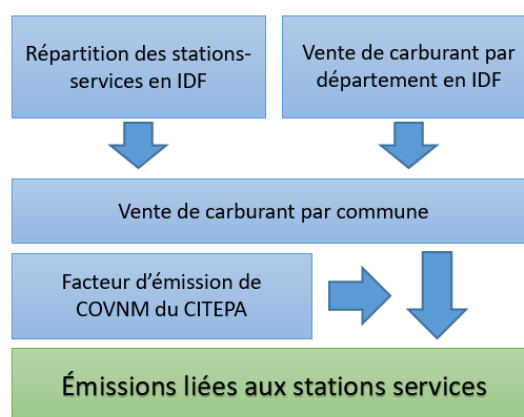 Répartition des stations-
services en IDF
Vente de carburant par
département en IDF
Vente de carburant par commune
Facteur d'émission de
COVNM du CITEPA
Émissions liées aux stations services